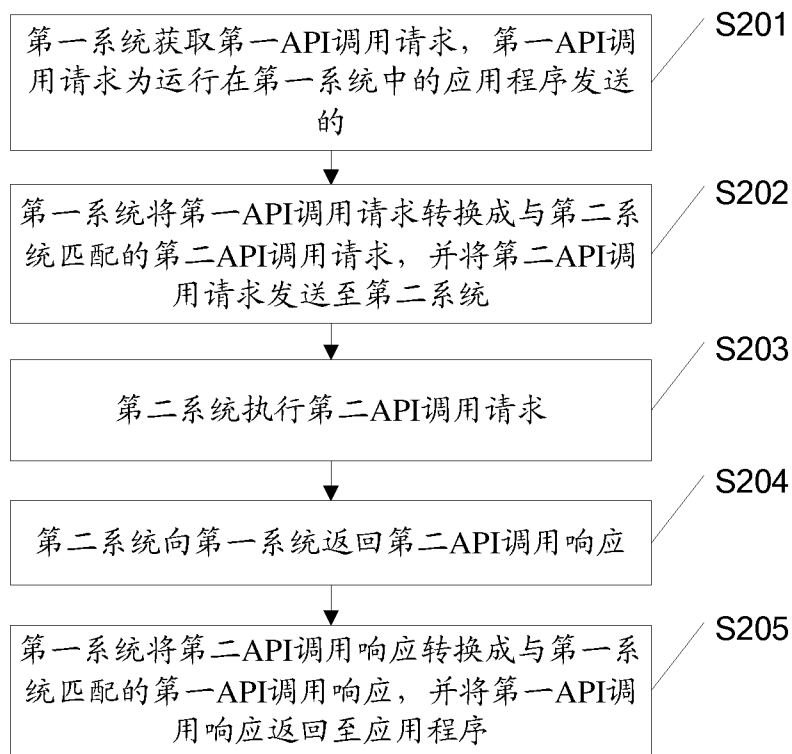 第一系统获取第一API调用请求，第一API调
用请求为运行在第一系统中的应用程序发送
的
S201
第一系统将第一API调用请求转换成与第二系
统匹配的第二API调用请求，并将第二API调
用请求发送至第二系统
S202
第二系统执行第二API调用请求
S203
第二系统向第一系统返回第二API调用响应
S204
第一系统将第二API调用响应转换成与第一系
统匹配的第一API调用响应，并将第一API调
用响应返回至应用程序
S205